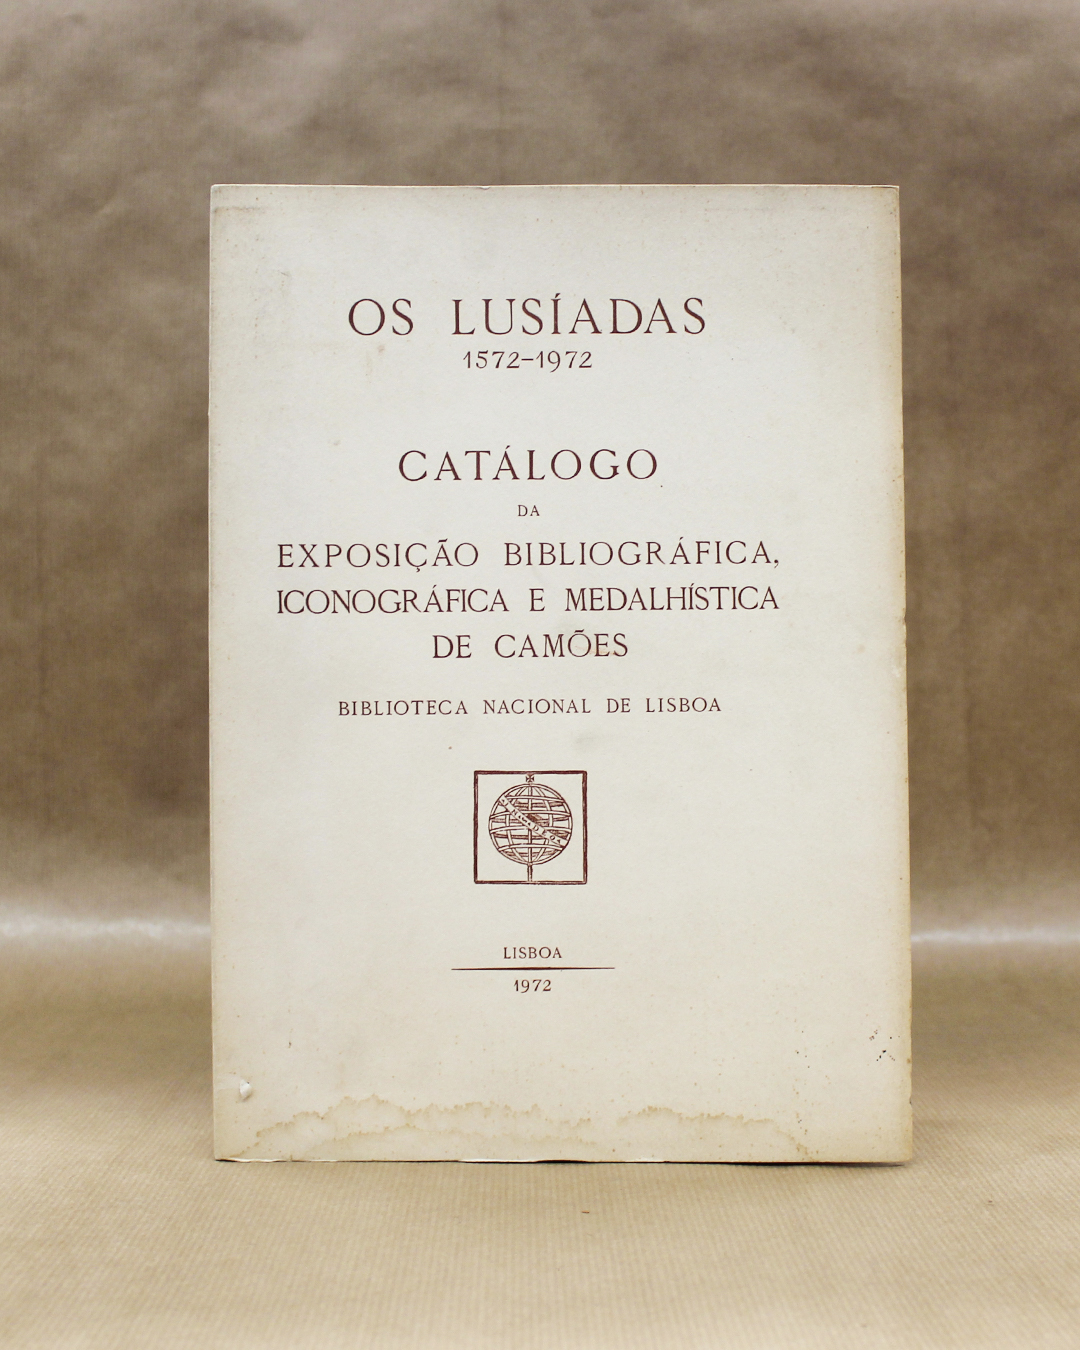 OS LUSÍADAS
1572-1972
CATÁLOGO
DA
EXPOSIÇÃO BIBLIOGRÁFICA,
ICONOGRÁFICA E MEDALHÍSTICA
DE CAMÕES
BIBLIOTECA NACIONAL DE LISBOA
LISBOA
1972